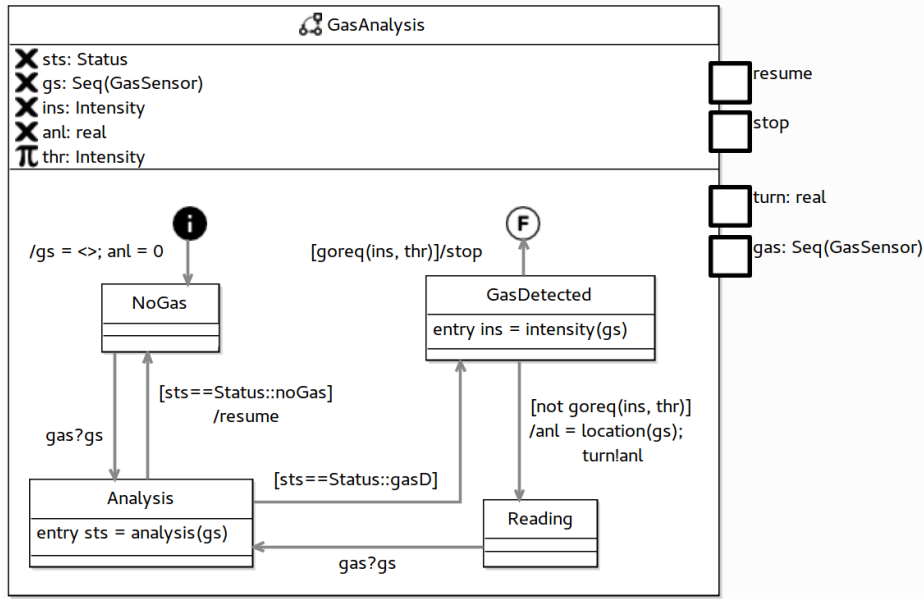 GasAnalysis
sts: Status
gs: Seq(GasSensor)
ins: Intensity
anl: real
π thr: Intensity
resume
stop
turn: real
gas: Seq(GasSensor)
i
F
/gs = <>; anl = 0
[goreq(ins, thr)]/stop
NoGas
GasDetected
entry ins = intensity(gs)
[sts==Status::noGas]
/resume
[not goreq(ins, thr)]
/anl = location(gs);
turn!anl
gas?gs
[sts==Status::gasD]
Analysis
entry sts = analysis(gs)
Reading
gas?gs